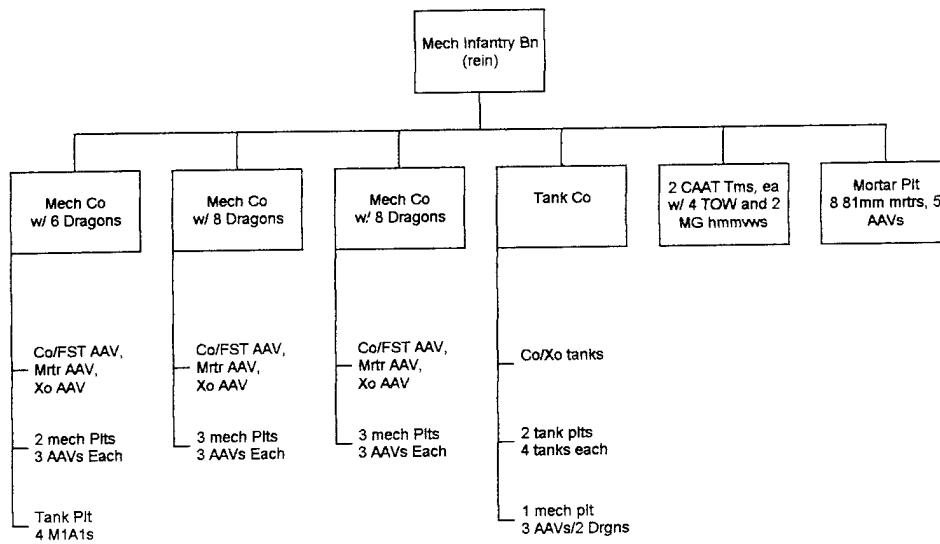 Mech Infantry Bn
(rein)
Mech Co
w/ 6 Dragons
Mech Co
w/ 8 Dragons
Mech Co
w/ 8 Dragons
Tank Co
2 CAAT Tms, ea
w/ 4 TOW and 2
MG hmmvws
Mortar Plt
8 81mm mrtrs, 5
AAVs
Co/FST AAV,
Mrtr AAV,
Xo AAV
2 mech Plts
3 AAVs Each
Tank Plt
4 M1A1s
Co/FST AAV,
Mrtr AAV,
Xo AAV
3 mech Plts
3 AAVs Each
Co/FST AAV,
Mrtr AAV,
Xo AAV
3 mech Plts
3 AAVs Each
Co/Xo tanks
2 tank plts
4 tanks each
1 mech plt
3 AAVs/2 Drgns